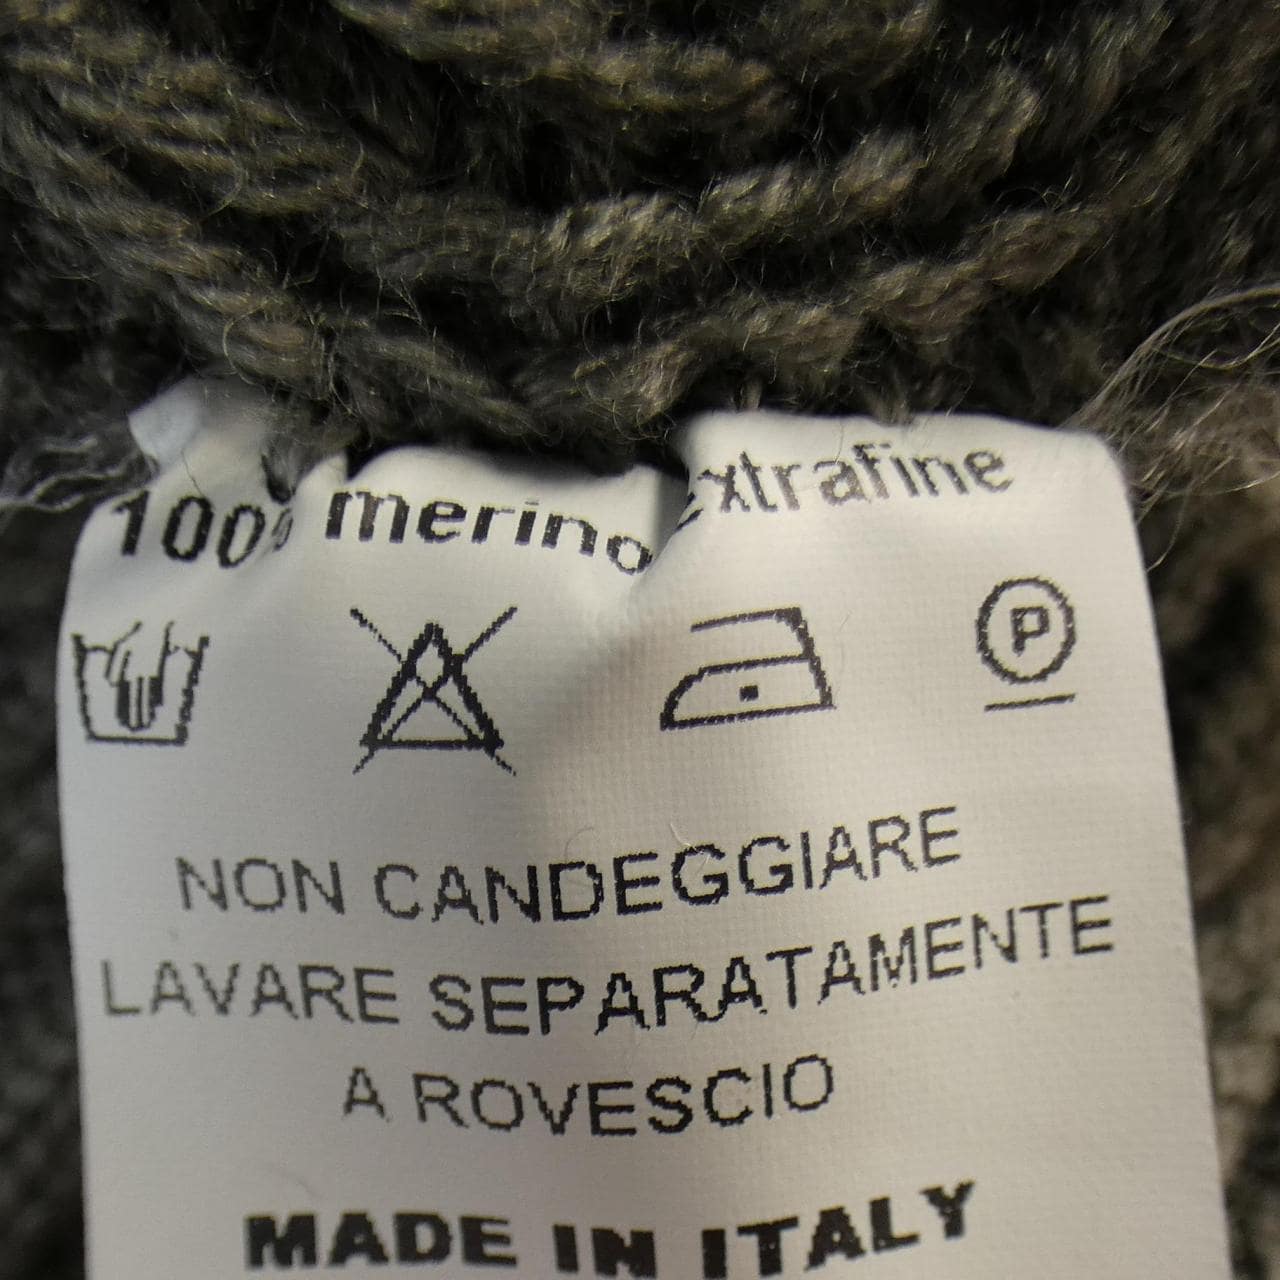 100% merino extrafine
P
NON CANDEGGIARE
LAVARE SEPARATAMENTE
A ROVESCIO
MADE IN ITALY